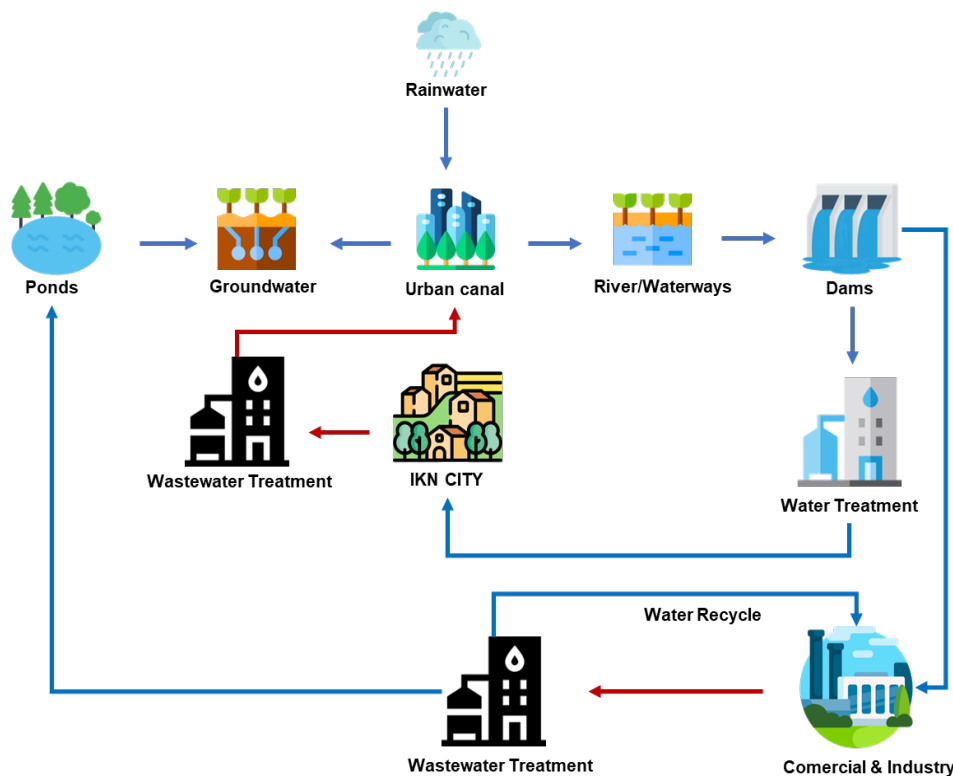 Rainwater
Ponds
Groundwater
Urban canal
River/Waterways
Dams
Wastewater Treatment
IKN CITY
Water Treatment
Water Recycle
Wastewater Treatment
Comercial & Industry